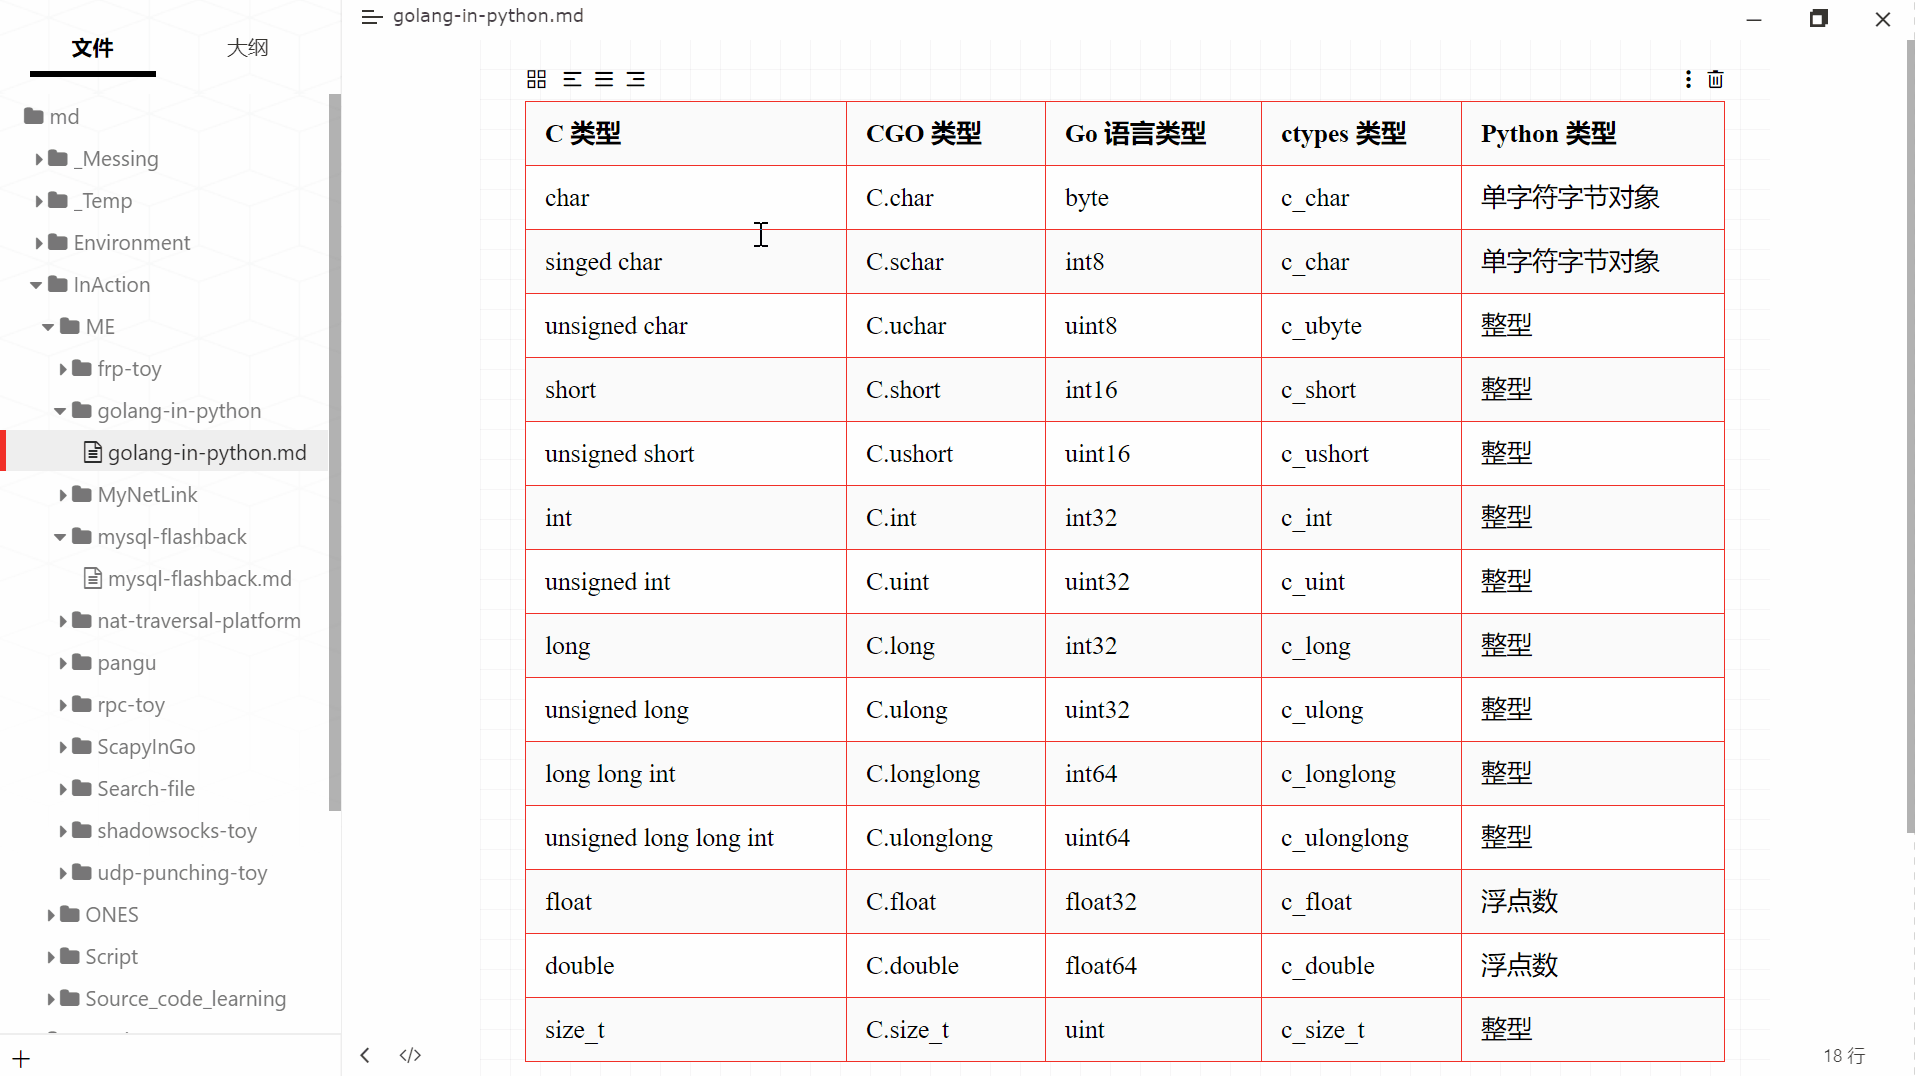 golang-in-python.md
文件 大纲
md
_Messing
_Temp
Environment
InAction
ME
frp-toy
golang-in-python
golang-in-python.md
MyNetLink
mysql-flashback
mysql-flashback.md
nat-traversal-platform
pangu
rpc-toy
ScapyInGo
Search-file
shadowsocks-toy
udp-punching-toy
ONES
Script
Source_code_learning
C 类型 CGO 类型 Go 语言类型 ctypes 类型 Python 类型
char C.char byte c_char 单字符字节对象
singed char C.schar int8 c_char 单字符字节对象
unsigned char C.uchar uint8 c_ubyte 整型
short C.short int16 c_short 整型
unsigned short C.ushort uint16 c_ushort 整型
int C.int int32 c_int 整型
unsigned int C.uint uint32 c_uint 整型
long C.long int32 c_long 整型
unsigned long C.ulong uint32 c_ulong 整型
long long int C.longlong int64 c_longlong 整型
unsigned long long int C.ulonglong uint64 c_ulonglong 整型
float C.float float32 c_float 浮点数
double C.double float64 c_double 浮点数
size_t C.size_t uint c_size_t 整型
18 行